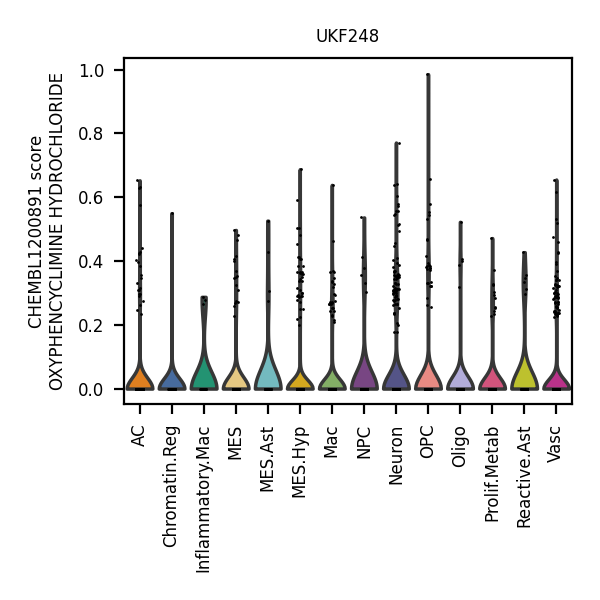 UKF248
CHEMBL1200891 score
OXYPHENCYCLIMINE HYDROCHLORIDE
1.0
0.8
0.6
0.4
0.2
0.0
AC
Chromatin.Reg
Inflammatory.Mac
MES
MES.Ast
MES.Hyp
Mac
NPC
Neuron
OPC
Oligo
Prolif.Metab
Reactive.Ast
Vasc